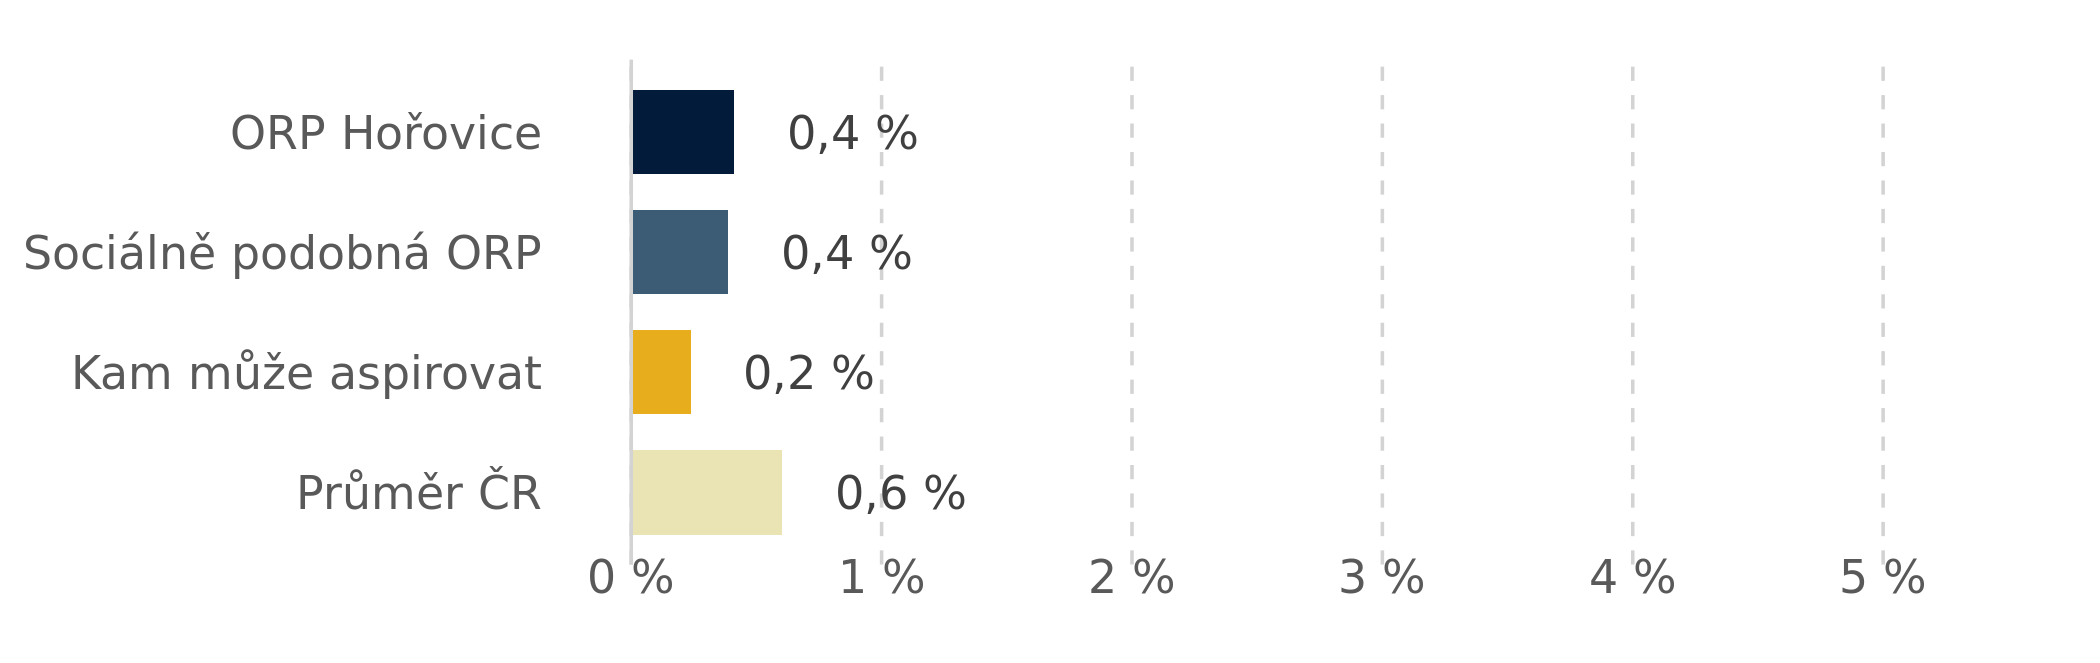 ORP Hořovice 0,4 %
Sociálně podobná ORP 0,4 %
Kam může aspirovat 0,2 %
Průměr ČR 0,6 %
0 % 1 % 2 % 3 % 4 % 5 %